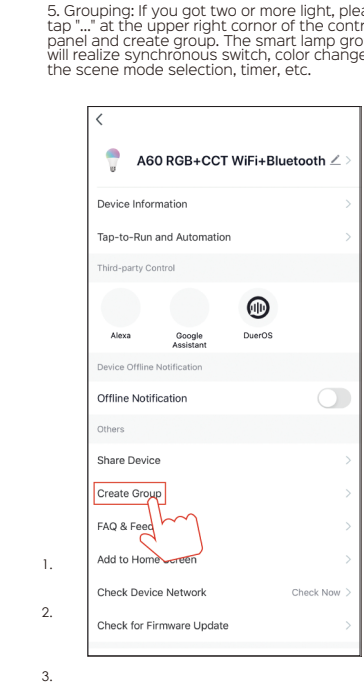 5. Grouping: If you got two or more light, plea
tap "..." at the upper right cornor of the contr
panel and create group. The smart lamp gro
will realize synchronous switch, color change
the scene mode selection, timer, etc.
A60 RGB+CCT WiFi+Bluetooth
Device Information
Tap-to-Run and Automation
Third-party Control
Alexa
Google
Assistant
DuerOS
Device Offline Notification
Offline Notification
Others
Share Device
Create Group
FAQ & Feed
1.
Add to Home Screen
Check Device Network Check Now
2.
Check for Firmware Update
3.